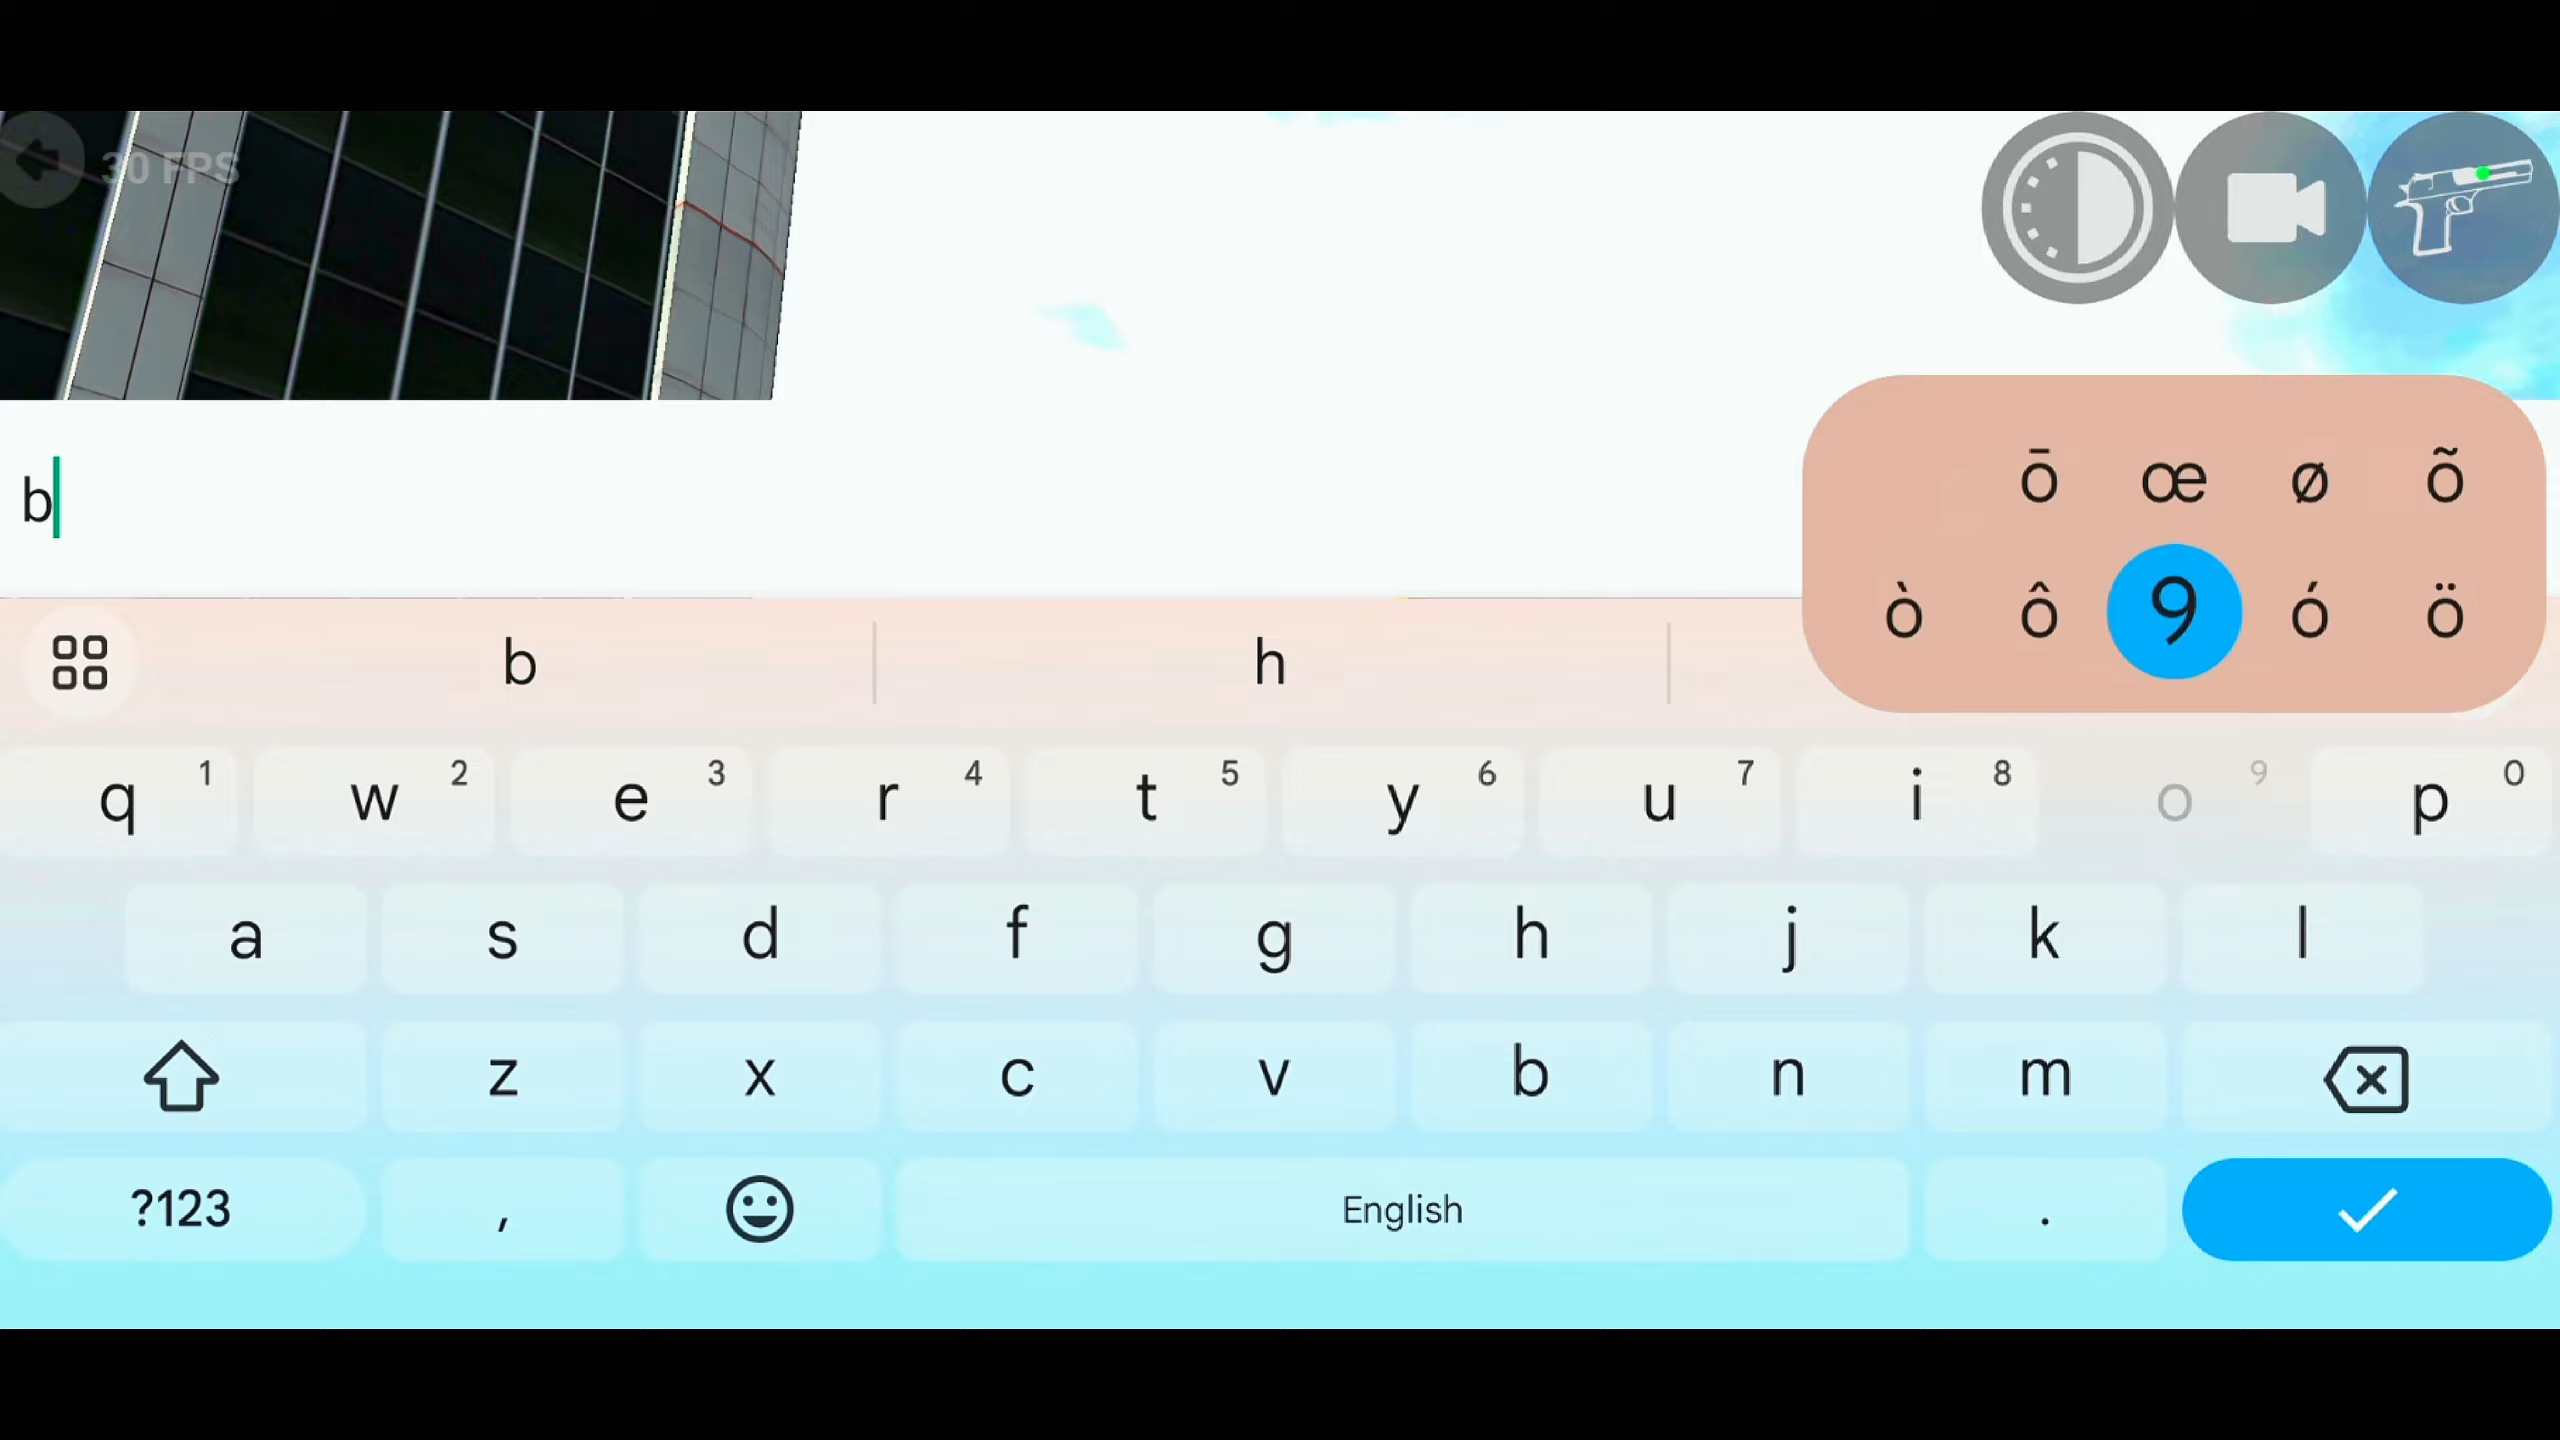 30 FPS
b
ō œ ø õ
ò ô 9 ó ö
b h
q 1 w 2 e 3 r 4 t 5 y 6 u 7 i 8 o 9 p 0
a s d f g h j k l
z x c v b n m
?123 , English .